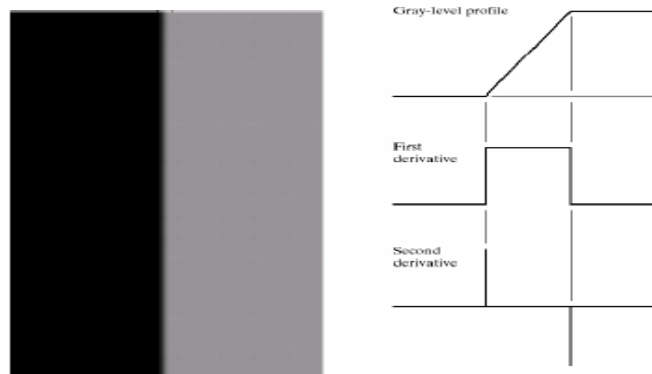 Gray-level profile
First
derivative
Second
derivative